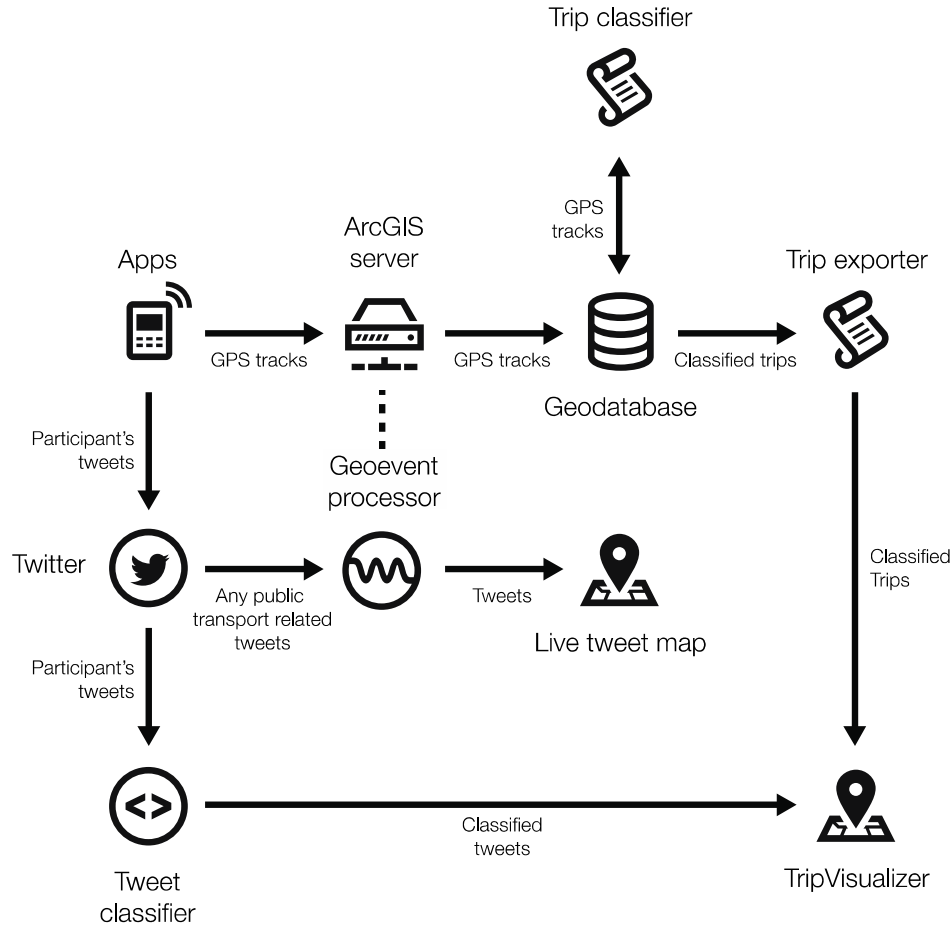 Trip classifier
GPS
tracks
ArcGIS
server
Apps
Trip exporter
GPS tracks
GPS tracks
Classified trips
Geodatabase
Participant's
tweets
Geoevent
processor
Twitter
Any public
transport related
tweets
Tweets
Live tweet map
Classified
Trips
Participant's
tweets
Classified
tweets
Tweet
classifier
TripVisualizer